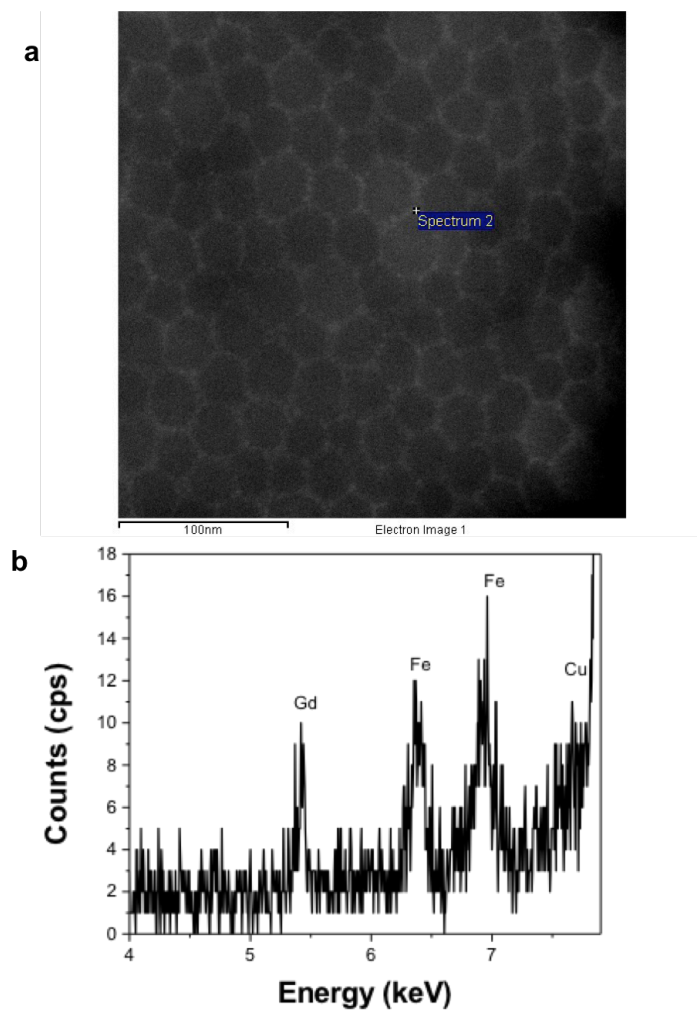 a
Spectrum 2
100nm
Electron Image 1
b
18
16
14
12
10
8
6
4
2
0
Counts (cps)
Gd
Fe
Fe
Cu
4
5
6
7
Energy (keV)